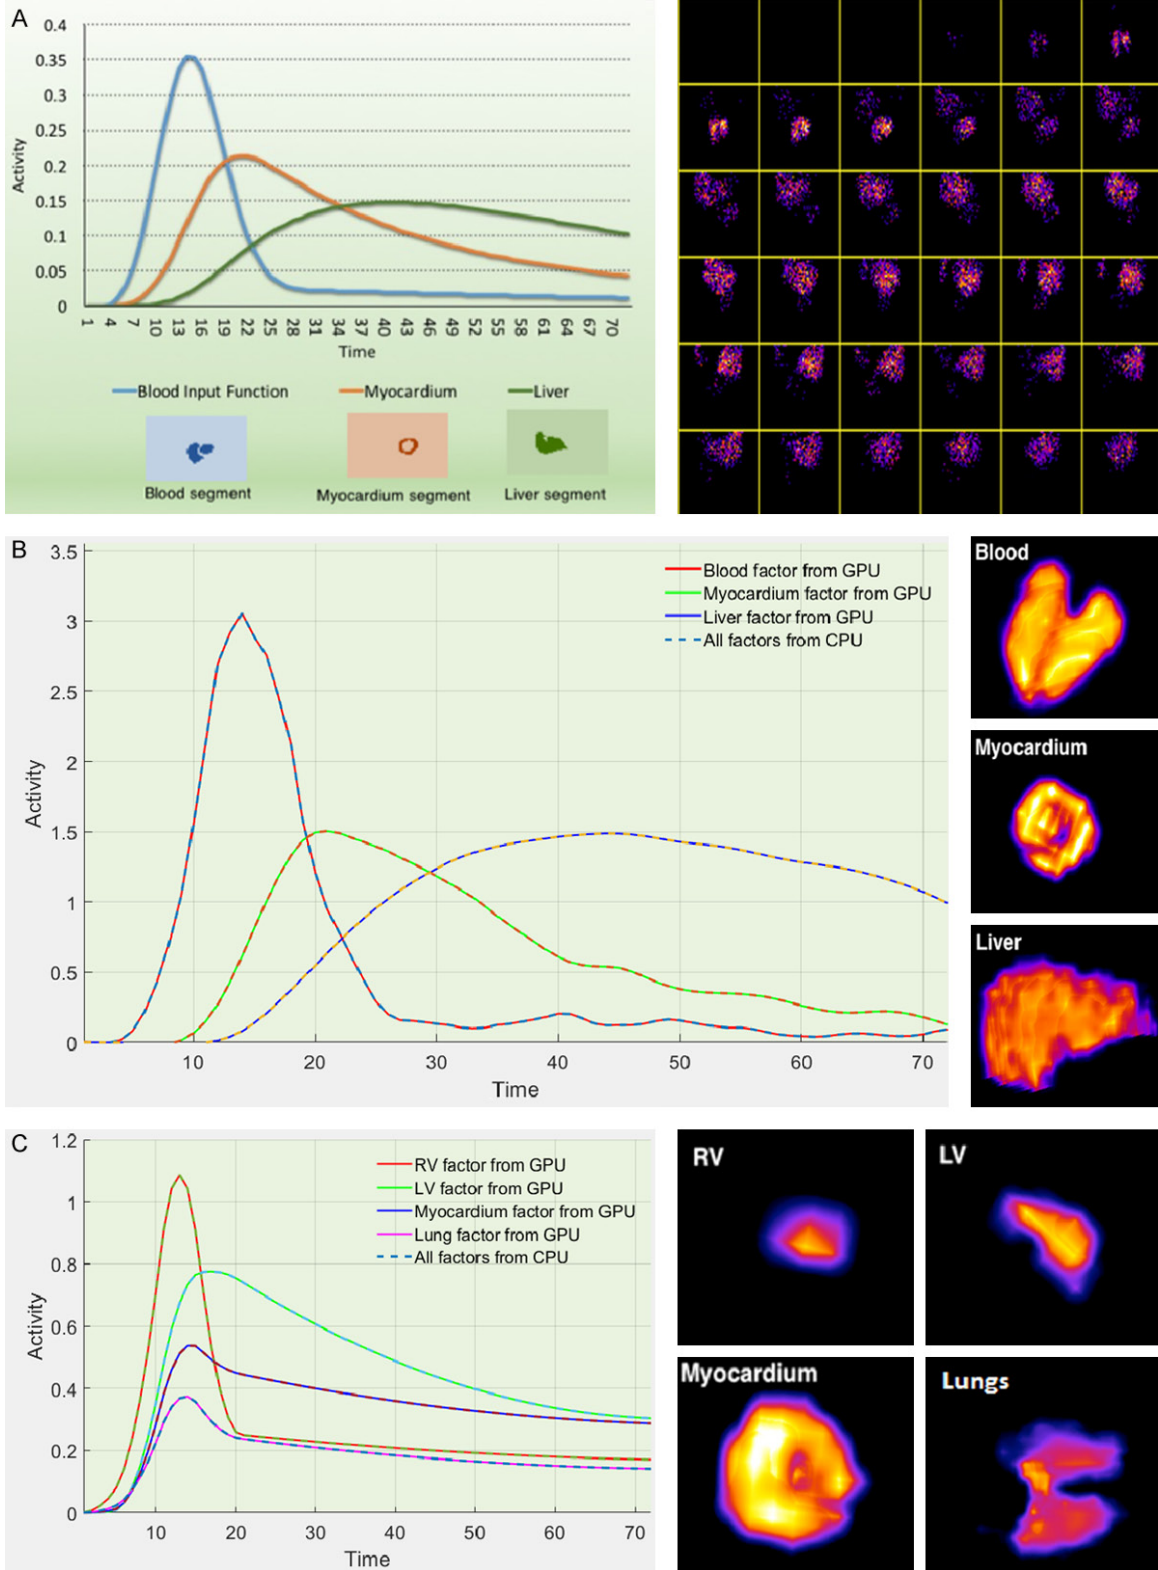 A
0.4
0.35
0.3
0.25
0.2
0.15
0.1
0.05
0
Activity
1 4 7 10 13 16 19 22 25 28 31 34 37 40 43 46 49 52 55 58 61 64 67 70
Time
Blood Input Function Myocardium Liver
Blood segment Myocardium segment Liver segment
B
3.5
3
2.5
2
1.5
1
0.5
0
Activity
10 20 30 40 50 60 70
Time
Blood factor from GPU
Myocardium factor from GPU
Liver factor from GPU
All factors from CPU
Blood
Myocardium
Liver
C
1.2
1
0.8
0.6
0.4
0.2
0
Activity
10 20 30 40 50 60 70
Time
RV factor from GPU
LV factor from GPU
Myocardium factor from GPU
Lung factor from GPU
All factors from CPU
RV
LV
Myocardium
Lungs